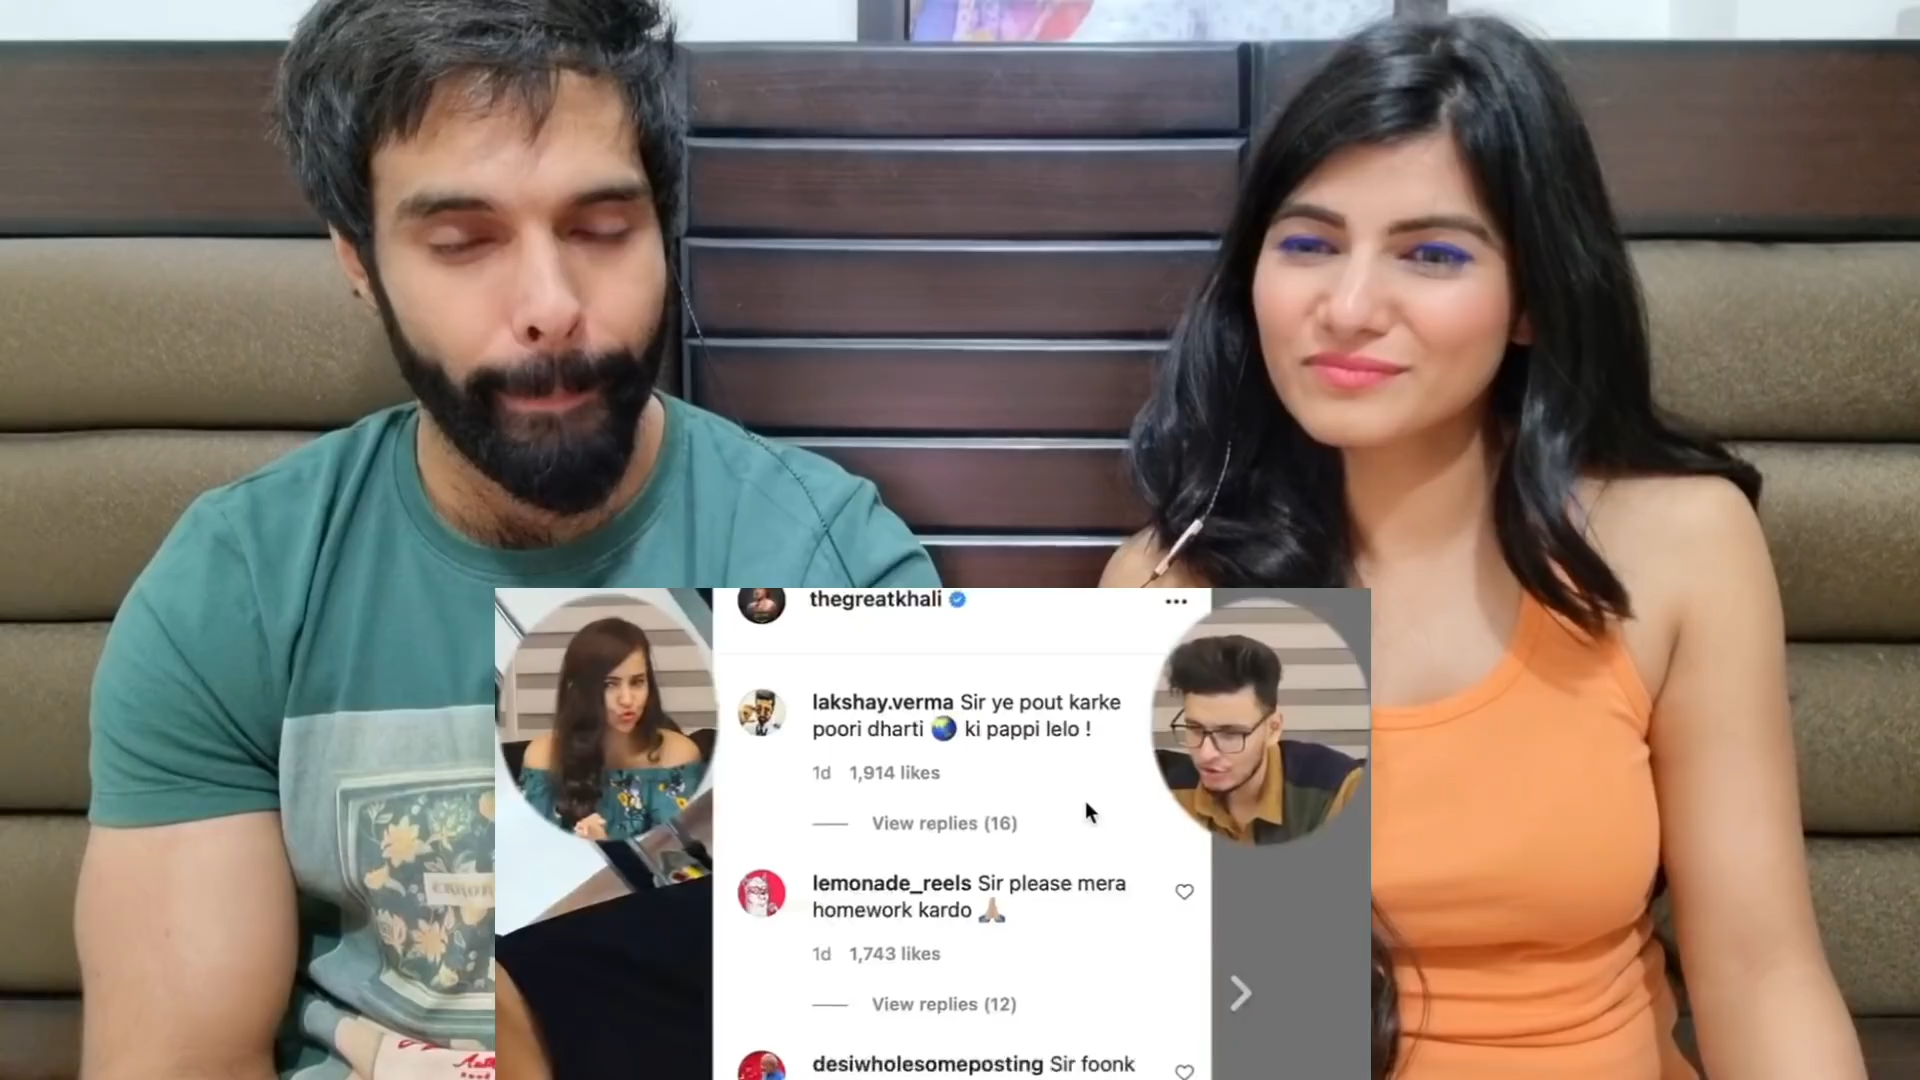 thegreatkhali
lakshay.verma Sir ye pout karke
poori dharti 🌏 ki pappi lelo !
1d 1,914 likes
View replies (16)
lemonade_reels Sir please mera
homework kardo 🙏🏽
1d 1,743 likes
View replies (12)
desiwholesomeposting Sir foonk
ERROR